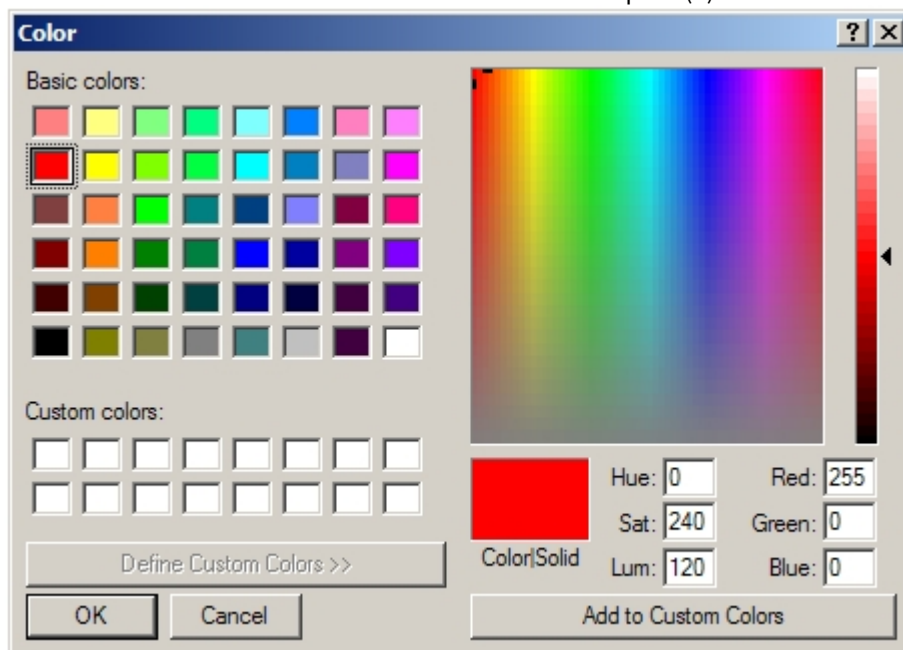 Color
Basic colors:
Custom colors:
Define Custom Colors >>
OK
Cancel
Color|Solid
Hue: 0
Sat: 240
Lum: 120
Red: 255
Green: 0
Blue: 0
Add to Custom Colors